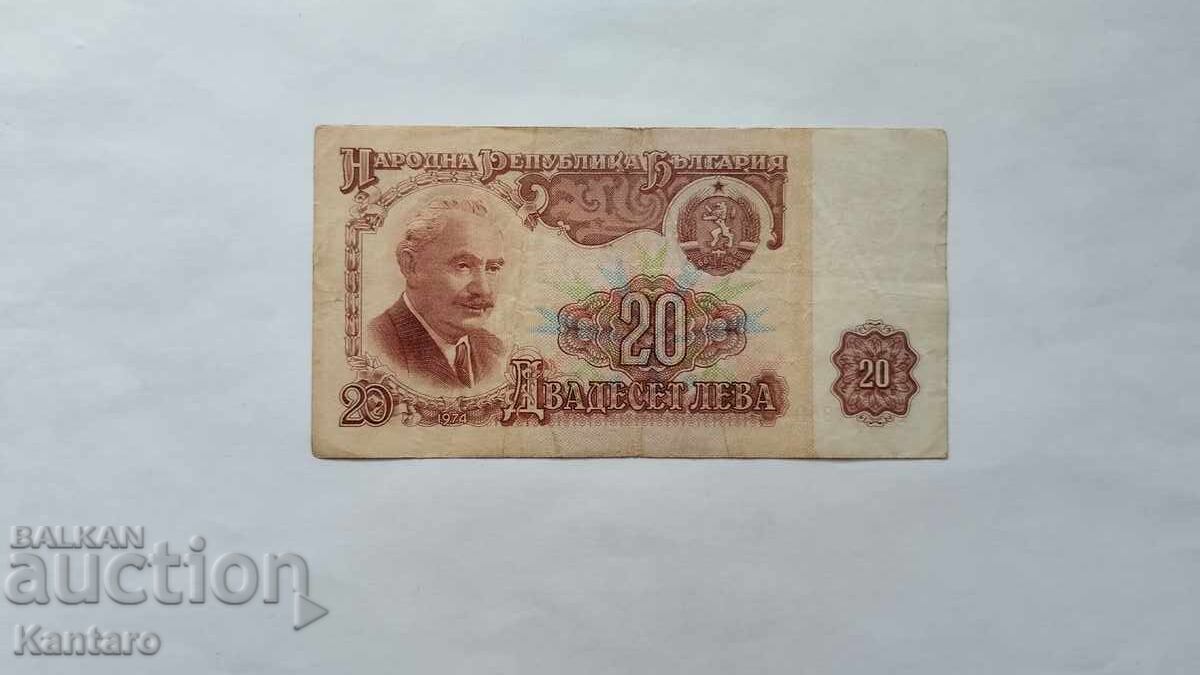 Народна Република България
20
20
20
1974
Двадесет лева
BALKAN
auction
Kantaro